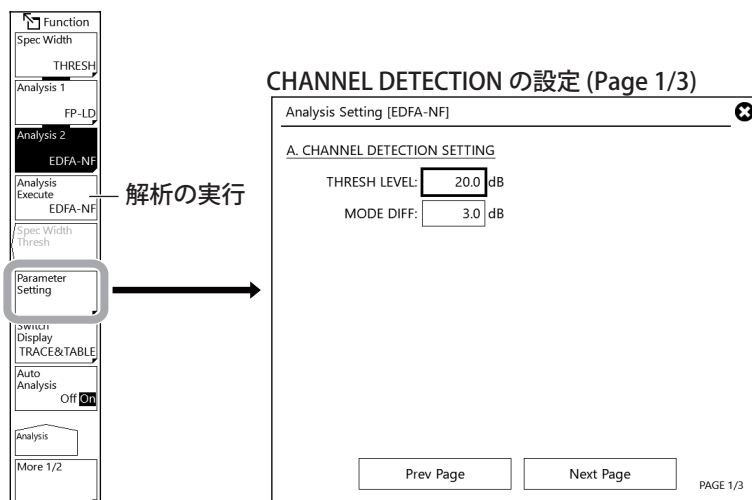 Function
Spec Width
THRESH
Analysis 1
FP-LD
Analysis 2
EDFA-NF
Analysis
Execute
EDFA-NF
解析の実行
Spec Width
Thresh
Parameter
Setting
Switch
Display
TRACE&TABLE
Auto
Analysis
Off On
Analysis
More 1/2
CHANNEL DETECTION の設定 (Page 1/3)
Analysis Setting [EDFA-NF]
A. CHANNEL DETECTION SETTING
THRESH LEVEL: 20.0 dB
MODE DIFF: 3.0 dB
Prev Page Next Page PAGE 1/3